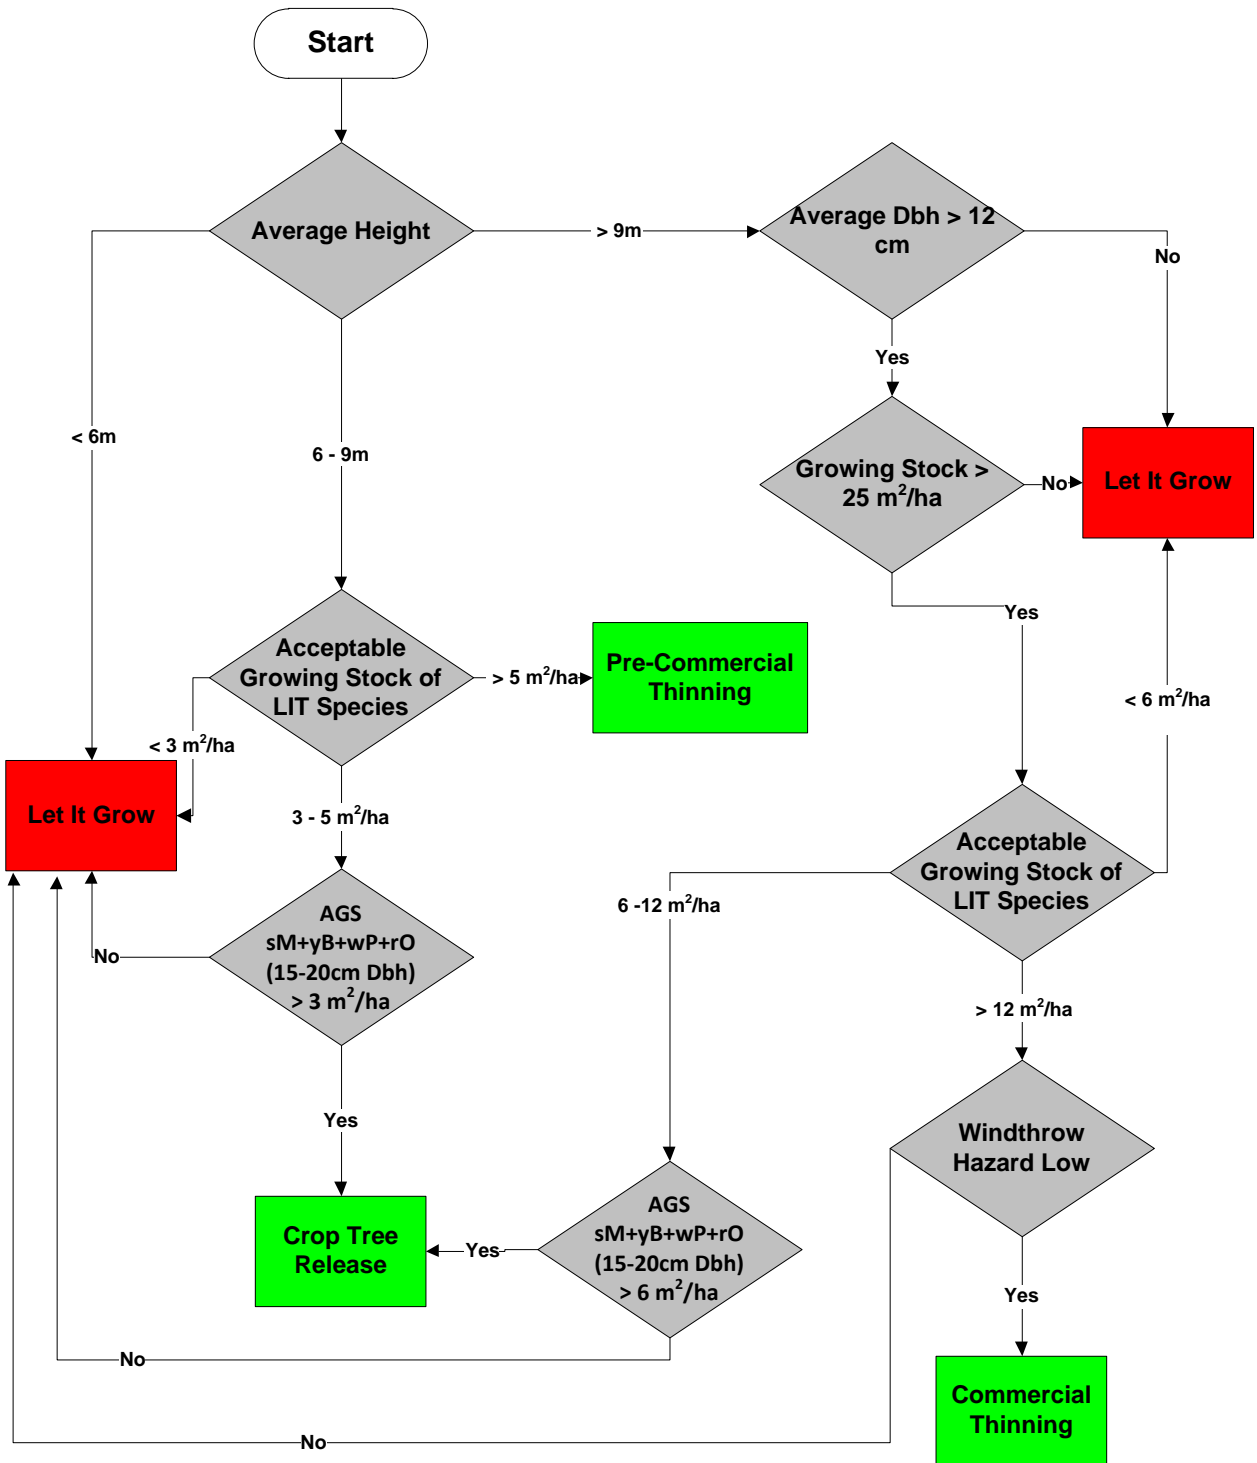 Start
Average Height
> 9m
Average Dbh > 12
cm
No
Yes
< 6m
6 - 9m
Growing Stock >
25 m²/ha
No
Let It Grow
Yes
Acceptable
Growing Stock of
LIT Species
> 5 m²/ha
Pre-Commercial
Thinning
< 6 m²/ha
< 3 m²/ha
Let It Grow
3 - 5 m²/ha
Acceptable
Growing Stock of
LIT Species
6 -12 m²/ha
AGS
sM+yB+wP+rO
(15-20cm Dbh)
> 3 m²/ha
No
> 12 m²/ha
Yes
Windthrow
Hazard Low
AGS
sM+yB+wP+rO
(15-20cm Dbh)
> 6 m²/ha
Crop Tree
Release
Yes
Yes
No
Commercial
Thinning
No